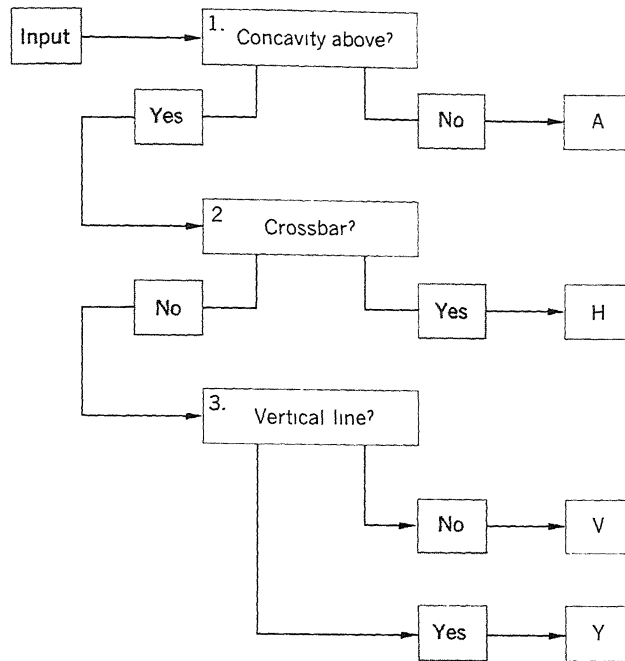 Input
1.
Concavity above?
Yes
No
A
2
Crossbar?
No
Yes
H
3.
Vertical line?
No
V
Yes
Y